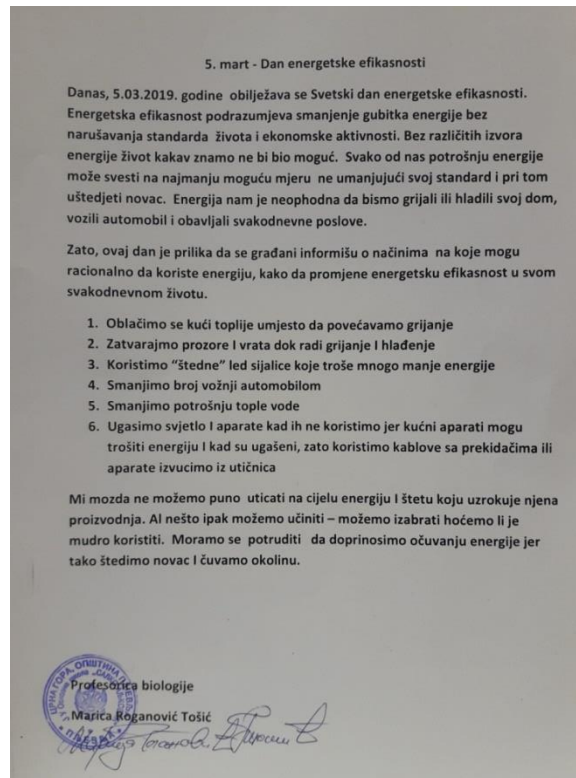 5. mart - Dan energetske efikasnosti
Danas, 5.03.2019. godine obilježava se Svetski dan energetske efikasnosti.
Energetska efikasnost podrazumjeva smanjenje gubitka energije bez
narušavanja standarda života i ekonomske aktivnosti. Bez različitih izvora
energije život kakav znamo ne bi bio moguć. Svako od nas potrošnju energije
može svesti na najmanju moguću mjeru ne umanjujući svoj standard i pri tom
uštedjeti novac. Energija nam je neophodna da bismo grijali ili hladili svoj dom,
vozili automobil i obavljali svakodnevne poslove.
Zato, ovaj dan je prilika da se građani informišu o načinima na koje mogu
racionalno da koriste energiju, kako da promjene energetsku efikasnost u svom
svakodnevnom životu.
1. Oblačimo se kući toplije umjesto da povećavamo grijanje
2. Zatvarajmo prozore I vrata dok radi grijanje I hlađenje
3. Koristimo “štedne” led sijalice koje troše mnogo manje energije
4. Smanjimo broj vožnji automobilom
5. Smanjimo potrošnju tople vode
6. Ugasimo svjetlo I aparate kad ih ne koristimo jer kućni aparati mogu
trošiti energiju I kad su ugašeni, zato koristimo kablove sa prekidačima ili
aparate izvucimo iz utičnica
Mi mozda ne možemo puno uticati na cijelu energiju I štetu koju uzrokuje njena
proizvodnja. Al nešto ipak možemo učiniti – možemo izabrati hoćemo li je
mudro koristiti. Moramo se potruditi da doprinosimo očuvanju energije jer
tako štedimo novac I čuvamo okolinu.
ЦРНА ГОРА, ОПШТИНА
Profesorica biologije
Marica Roganović Tošić